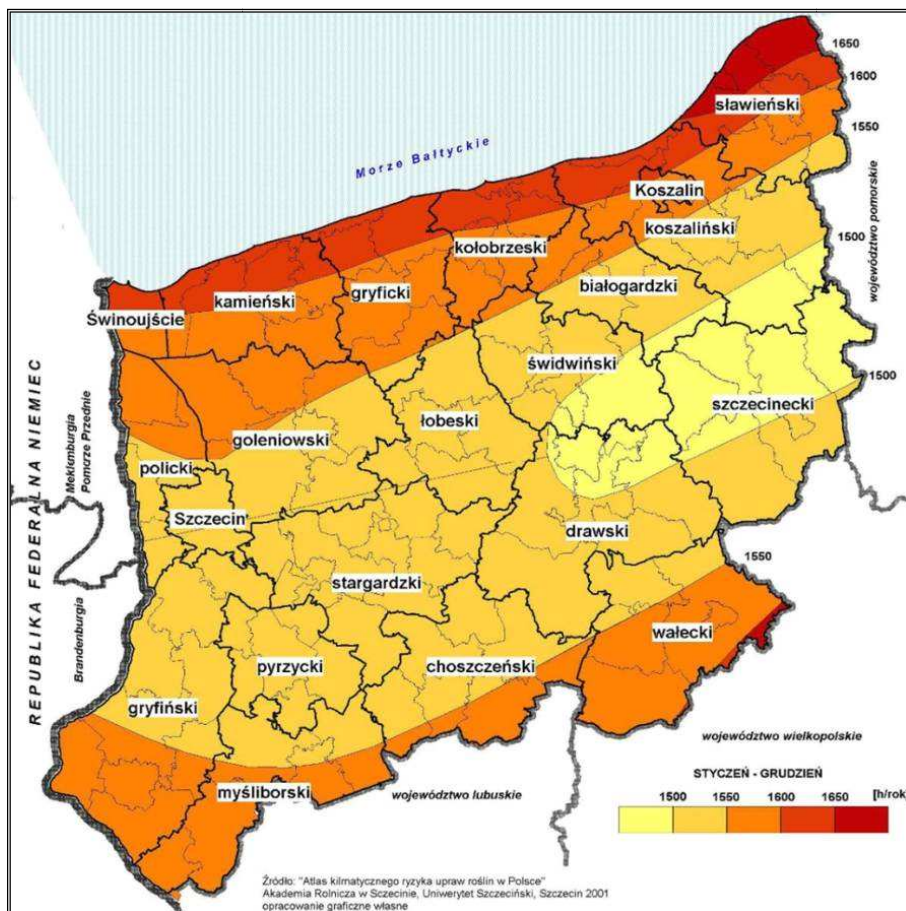 1650
1600
sławieński
1550
Morze Bałtyckie
Koszalin
województwo pomorskie
koszaliński
1500
kołobrzeski
gryficki
kamieński
białogardzki
Świnoujście
świdwiński
1500
szczecinecki
łobeski
goleniowski
REPUBLIKA FEDERALNA NIEMIEC
Meklemburgia
Pomorze Przednie
policki
Szczecin
drawski
1550
stargardzki
Brandenburgia
wałecki
pyrzycki
choszczeński
gryfiński
województwo wielkopolskie
STYCZEŃ - GRUDZIEŃ
myśliborski
województwo lubuskie
1500 1550 1600 1650 [h/rok]
Źródło: "Atlas kilmatycznego ryzyka upraw roślin w Polsce"
Akademia Rolnicza w Sczecinie, Uniwerytet Szczeciński, Szczecin 2001
opracowanie graficzne własne